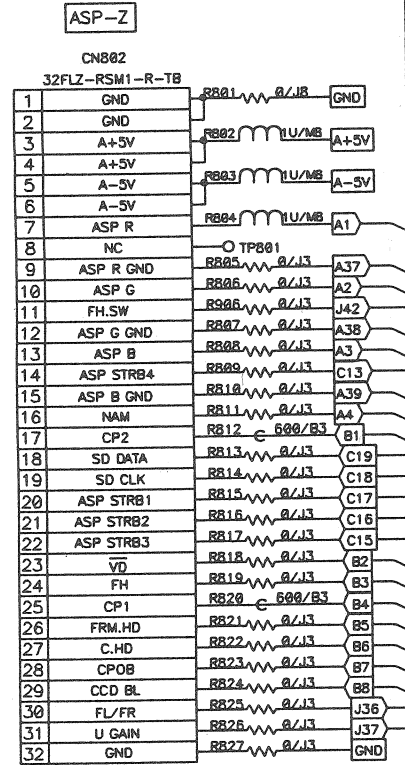 ASP-Z
CN802
32FLZ-RSM1-R-TB
1 GND R801 0/J8 GND
2 GND
3 A+5V R802 1U/M8 A+5V
4 A+5V
5 A-5V R803 1U/M8 A-5V
6 A-5V
7 ASP R R804 1U/M8 A1
8 NC TP801
9 ASP R GND R805 0/J3 A37
10 ASP G R806 0/J3 A2
11 FH.SW R906 0/J3 J42
12 ASP G GND R807 0/J3 A38
13 ASP B R808 0/J3 A3
14 ASP STRB4 R809 0/J3 C13
15 ASP B GND R810 0/J3 A39
16 NAM R811 0/J3 A4
17 CP2 R812 600/B3 B1
18 SD DATA R813 0/J3 C19
19 SD CLK R814 0/J3 C18
20 ASP STRB1 R815 0/J3 C17
21 ASP STRB2 R816 0/J3 C16
22 ASP STRB3 R817 0/J3 C15
23 VD R818 0/J3 B2
24 FH R819 0/J3 B3
25 CP1 R820 600/B3 B4
26 FRM.HD R821 0/J3 B5
27 C.HD R822 0/J3 B6
28 CPOB R823 0/J3 B7
29 CCD BL R824 0/J3 B8
30 FL/FR R825 0/J3 J36
31 U GAIN R826 0/J3 J37
32 GND R827 0/J3 GND